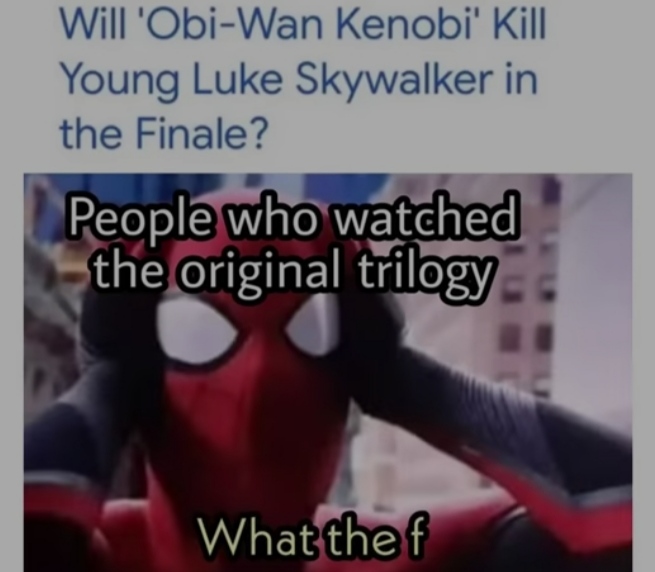 Will 'Obi-Wan Kenobi' Kill
Young Luke Skywalker in
the Finale?
People who watched
the original trilogy
What the f